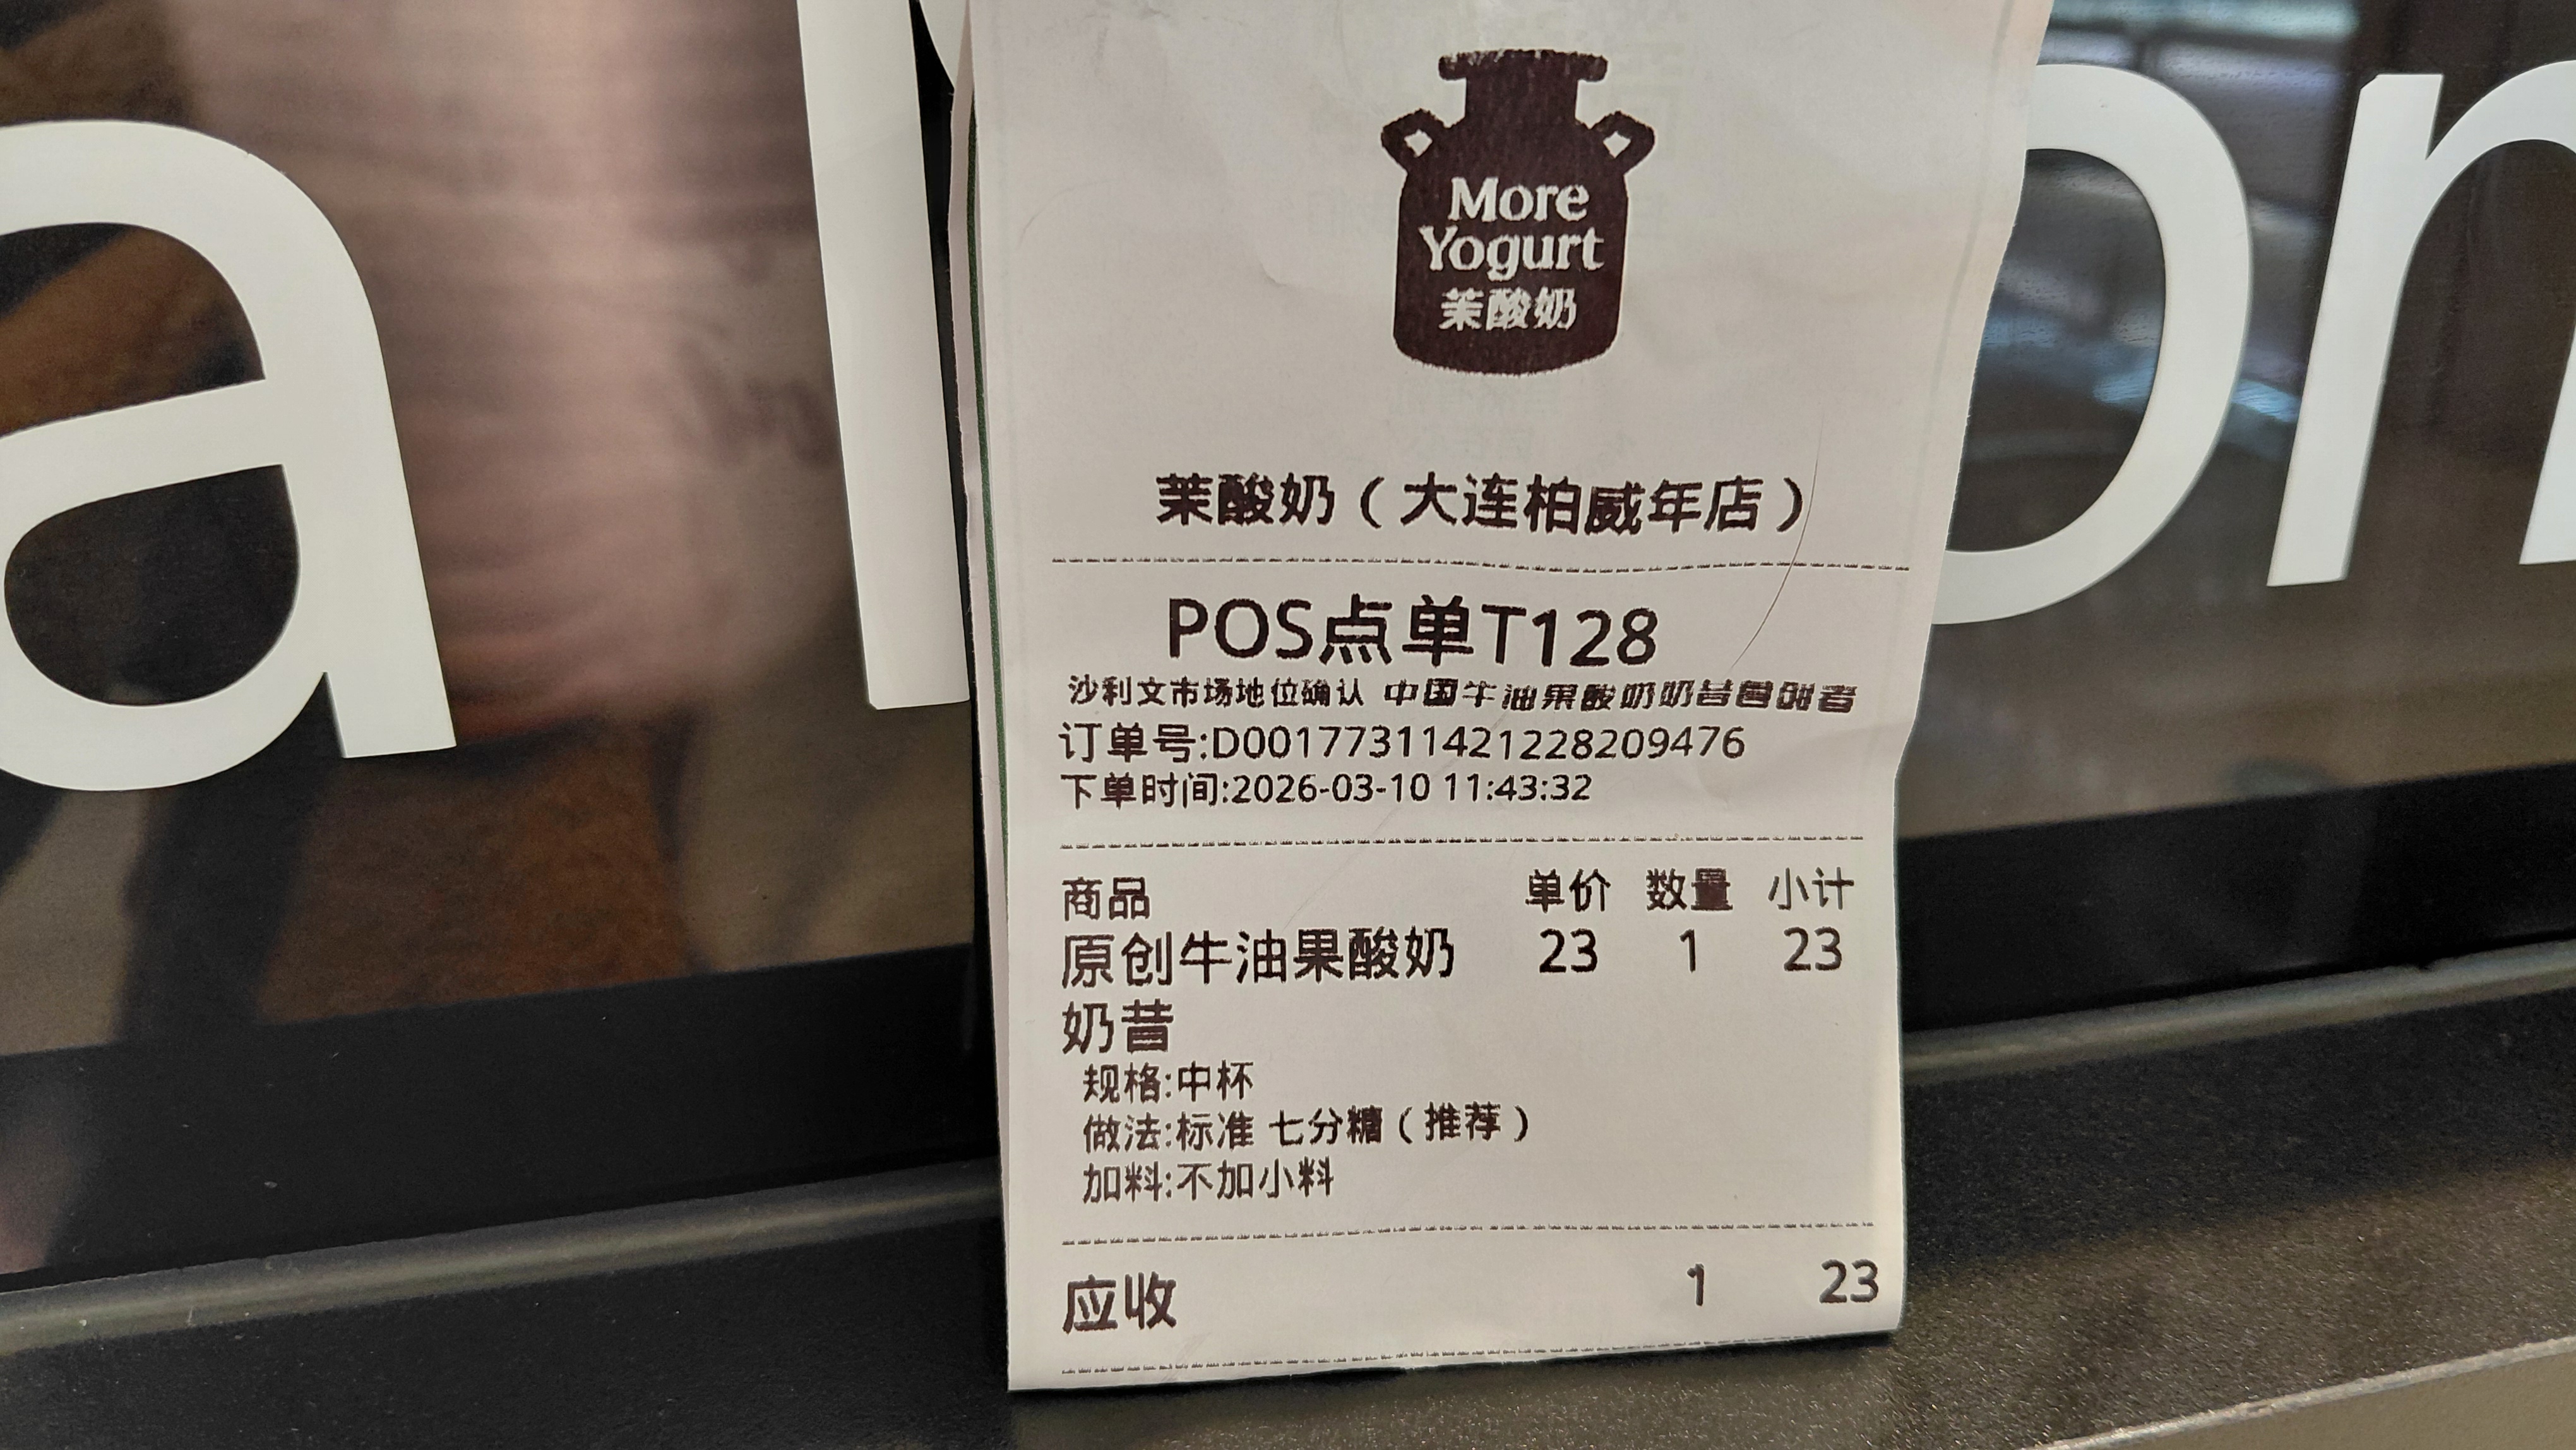 More
Yogurt
茉酸奶
茉酸奶（大连柏威年店）
POS点单T128
沙利文市场地位确认 中国牛油果酸奶奶昔首创者
订单号:D00177311421228209476
下单时间:2026-03-10 11:43:32
商品 单价 数量 小计
原创牛油果酸奶 23 1 23
奶昔
规格:中杯
做法:标准 七分糖（推荐）
加料:不加小料
应收 1 23